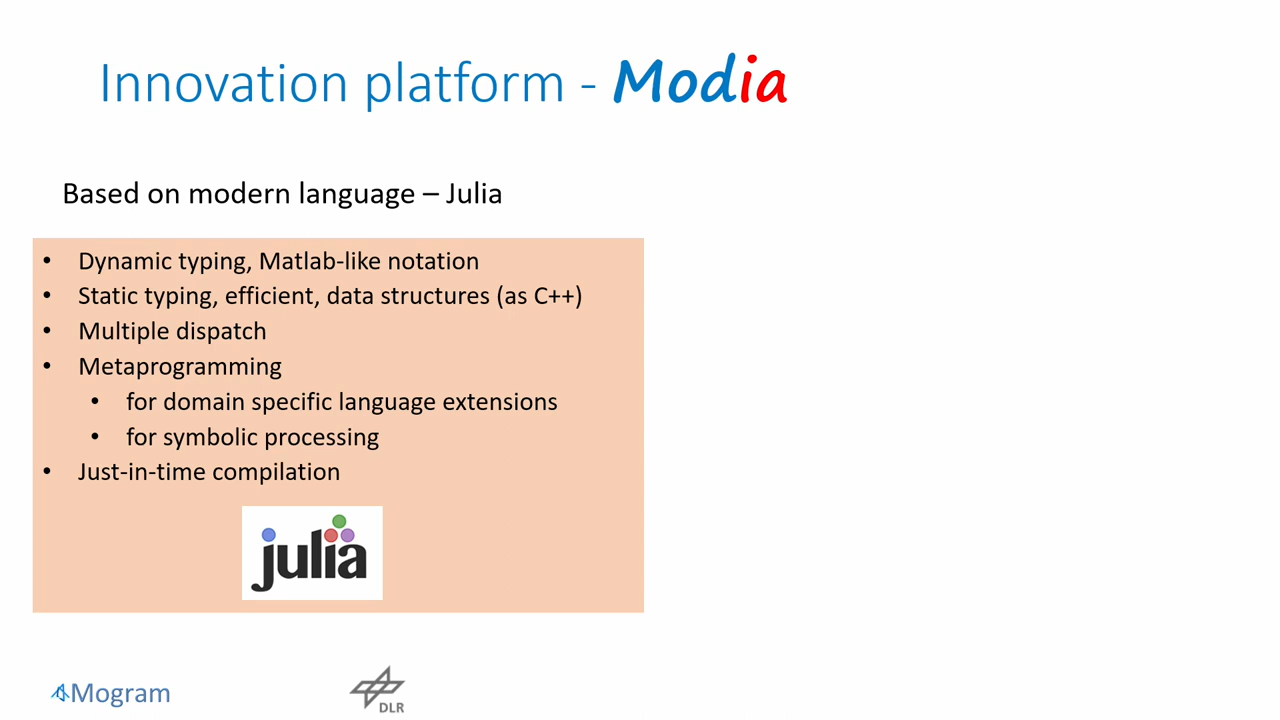 Innovation platform - Modia
Based on modern language – Julia
• Dynamic typing, Matlab-like notation
• Static typing, efficient, data structures (as C++)
• Multiple dispatch
• Metaprogramming
• for domain specific language extensions
• for symbolic processing
• Just-in-time compilation
julia
Mogram
DLR